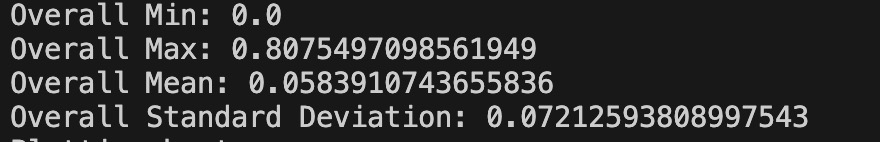 Overall Min: 0.0
Overall Max: 0.8075497098561949
Overall Mean: 0.0583910743655836
Overall Standard Deviation: 0.07212593808997543